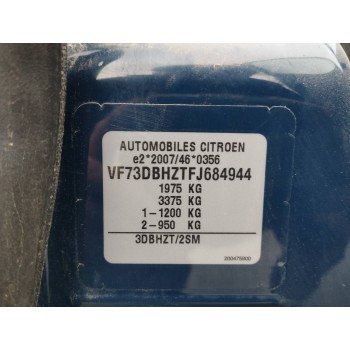 AUTOMOBILES CITROEN
e2*2007/46*0356
VF73DBHZTFJ684944
1975 KG
3375 KG
1-1200 KG
2-950 KG
3DBHZT/2SM